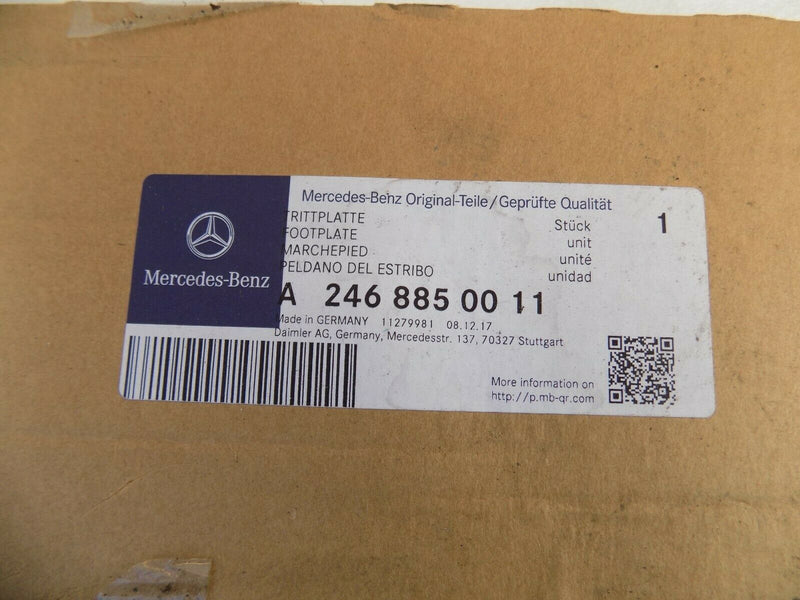 Mercedes-Benz
Mercedes-Benz Original-Teile/Geprüfte Qualität
TRITTPLATTE Stück 1
FOOTPLATE unit
MARCHEPIED unité
PELDANO DEL ESTRIBO unidad
A 246 885 00 11
Made in GERMANY 11279981 08.12.17
Daimler AG, Germany, Mercedesstr. 137, 70327 Stuttgart
More information on
http://p.mb-qr.com